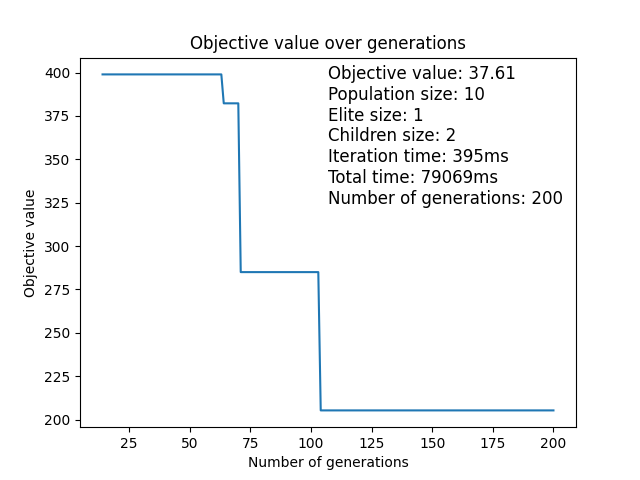 Objective value over generations
Objective value: 37.61
Population size: 10
Elite size: 1
Children size: 2
Iteration time: 395ms
Total time: 79069ms
Number of generations: 200
Objective value
400
375
350
325
300
275
250
225
200
25 50 75 100 125 150 175 200
Number of generations